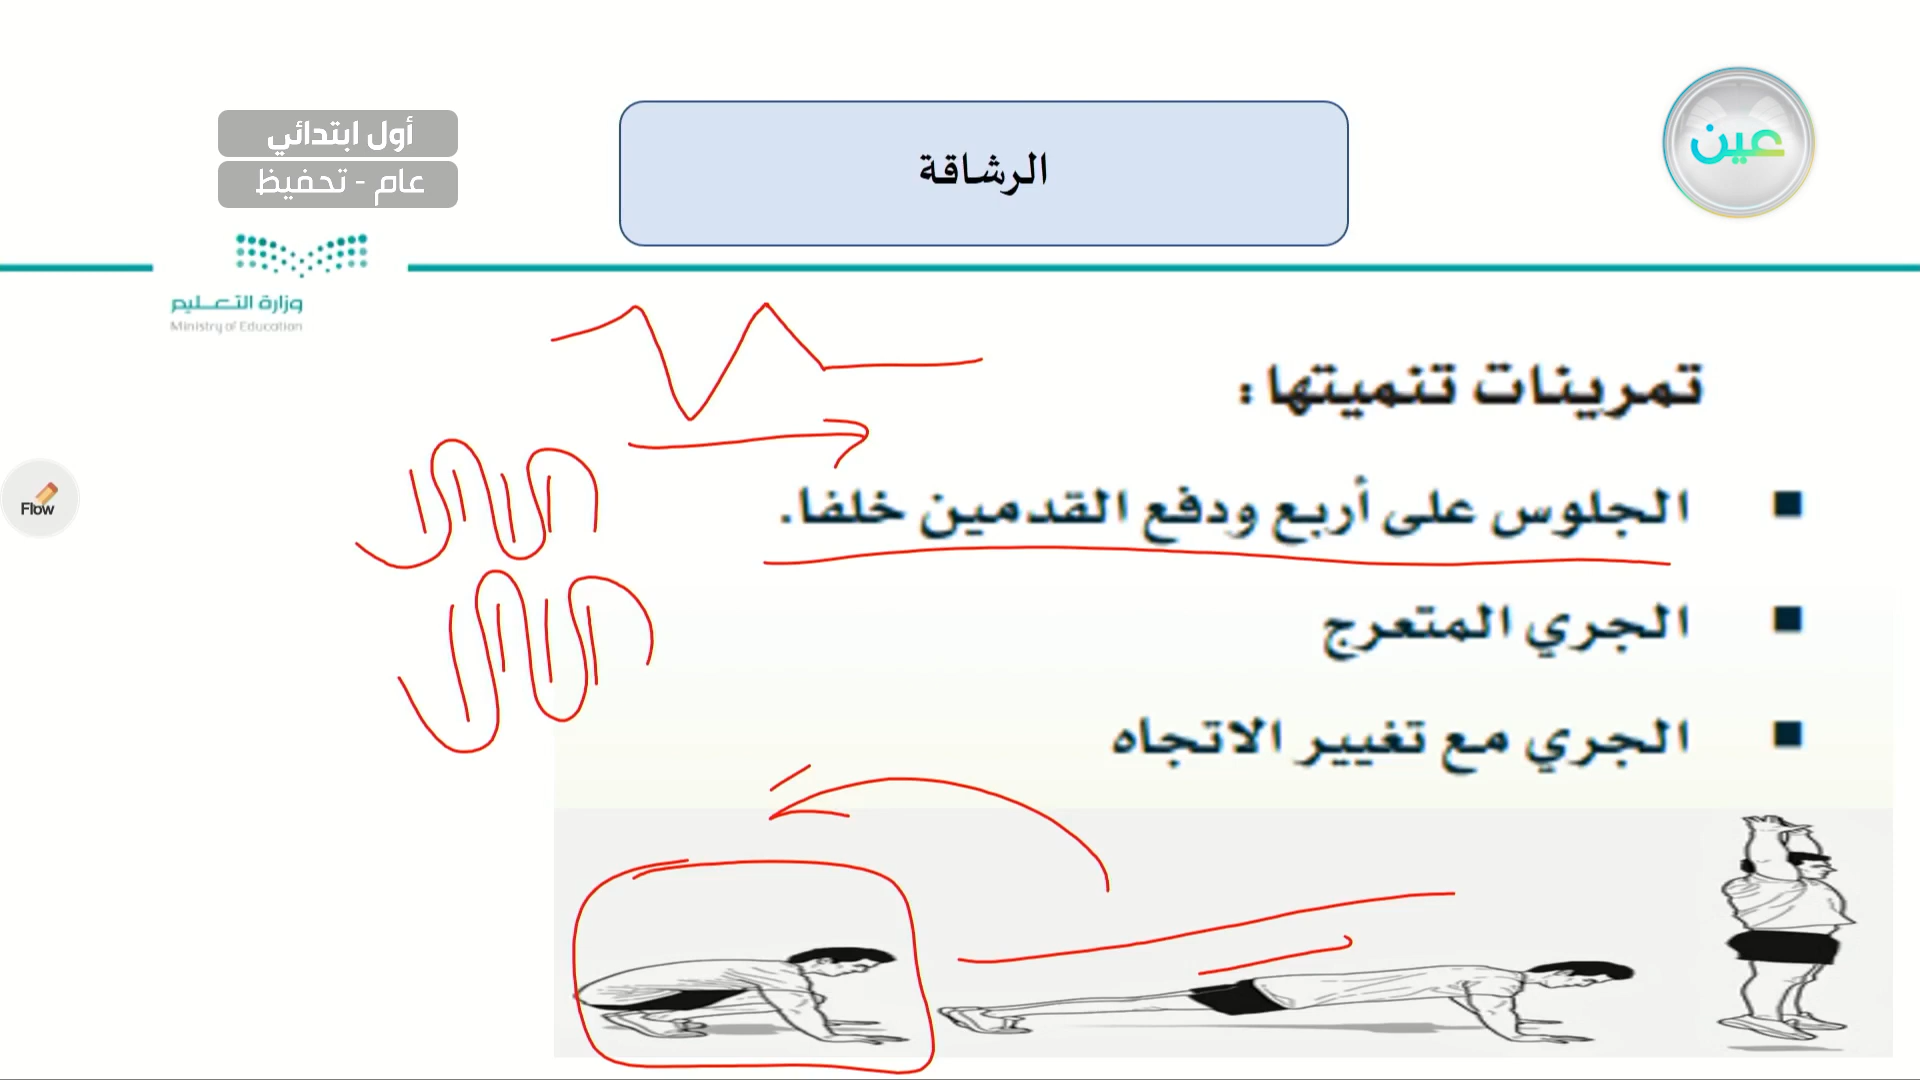 أول ابتدائي
عام - تحفيظ
الرشاقة
عين
وزارة التعليم
Ministry of Education
تمرينات تنميتها :
الجلوس على أربع ودفع القدمين خلفا.
الجري المتعرج
الجري مع تغيير الاتجاه
Flow